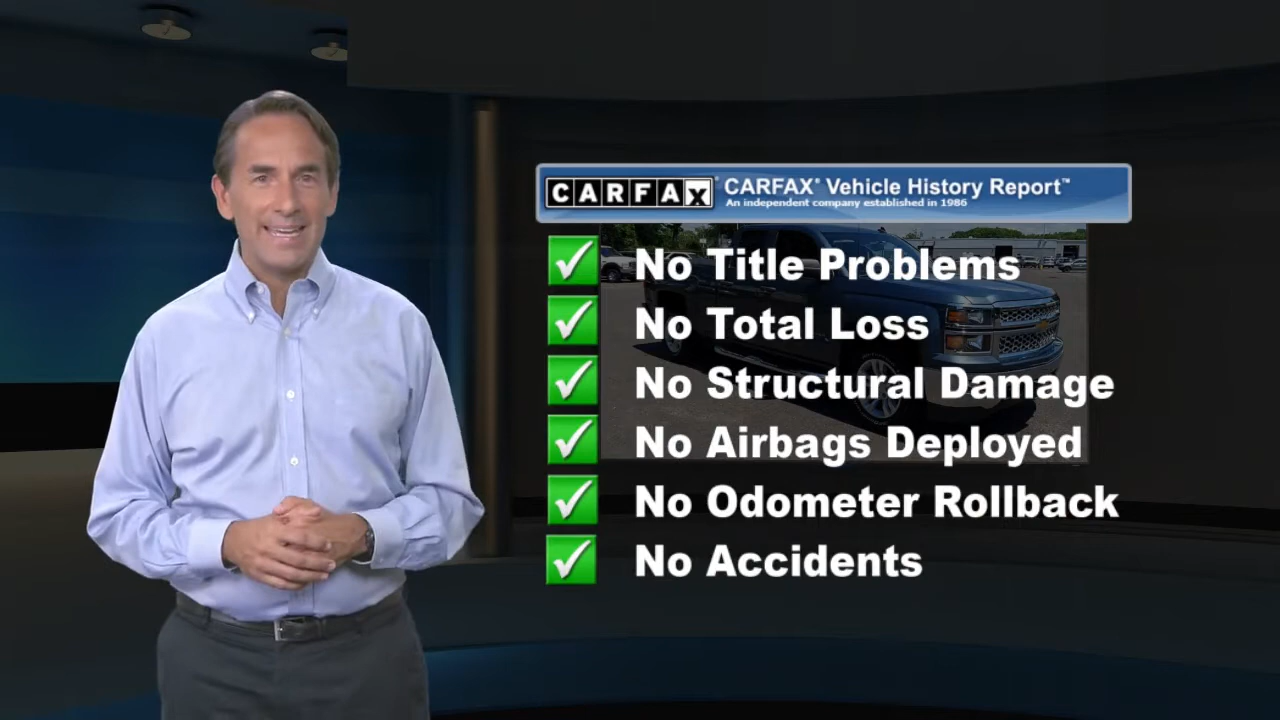 CARFAX® CARFAX® Vehicle History Report™
An independent company established in 1986
No Title Problems
No Total Loss
No Structural Damage
No Airbags Deployed
No Odometer Rollback
No Accidents